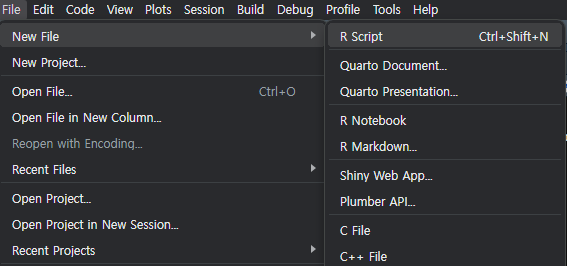 File Edit Code View Plots Session Build Debug Profile Tools Help
New File
New Project...
Open File... Ctrl+O
Open File in New Column...
Reopen with Encoding...
Recent Files
Open Project...
Open Project in New Session...
Recent Projects
R Script Ctrl+Shift+N
Quarto Document...
Quarto Presentation...
R Notebook
R Markdown...
Shiny Web App...
Plumber API...
C File
C++ File